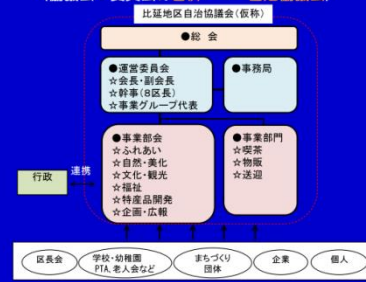 比延地区自治協議会(仮称)
●総 会
●運営委員会
☆会長・副会長
☆幹事(8区長)
☆事業グループ代表
●事務局
●事業部会
☆ふれあい
☆自然・美化
☆文化・観光
☆福祉
☆特産品開発
☆企画・広報
●事業部門
☆喫茶
☆物販
☆送迎
行政
連携
区長会
学校・幼稚園
PTA、老人会など
まちづくり
団体
企業
個人